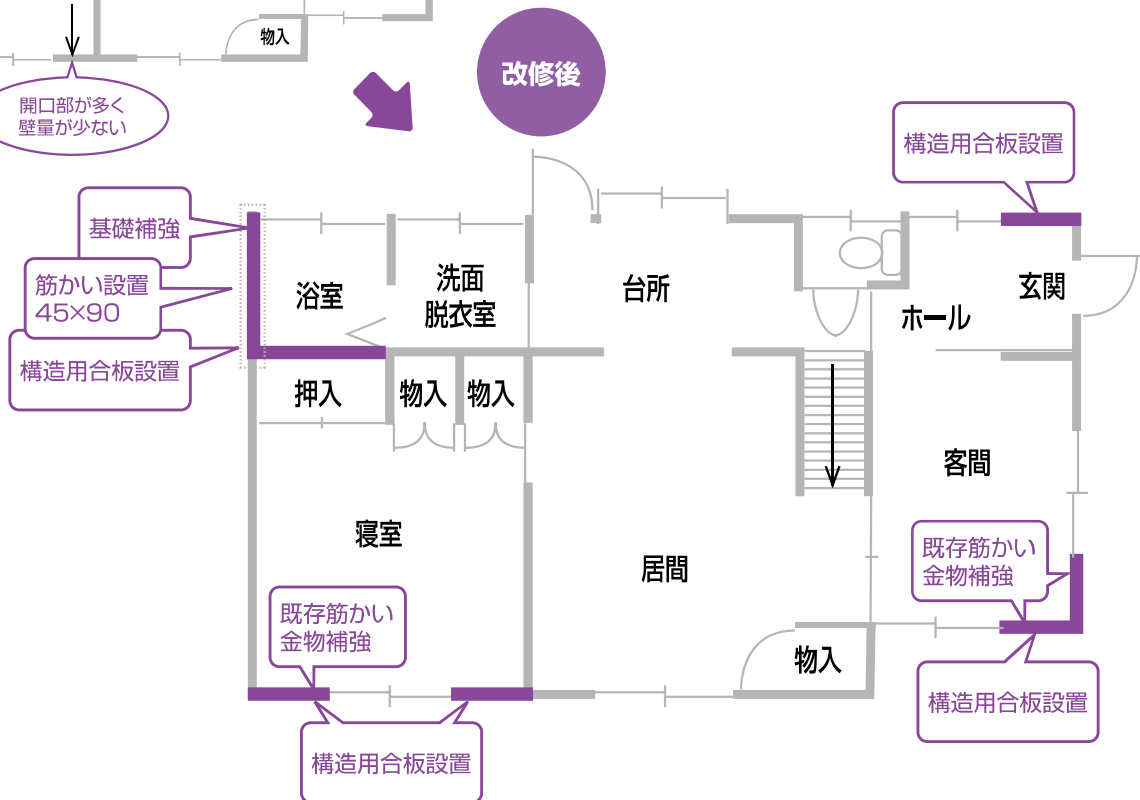 物入
改修後
開口部が多く
壁量が少ない
構造用合板設置
基礎補強
筋かい設置
45×90
構造用合板設置
浴室
洗面
脱衣室
台所
玄関
ホール
押入
物入
物入
客間
寝室
居間
既存筋かい
金物補強
既存筋かい
金物補強
物入
構造用合板設置
構造用合板設置